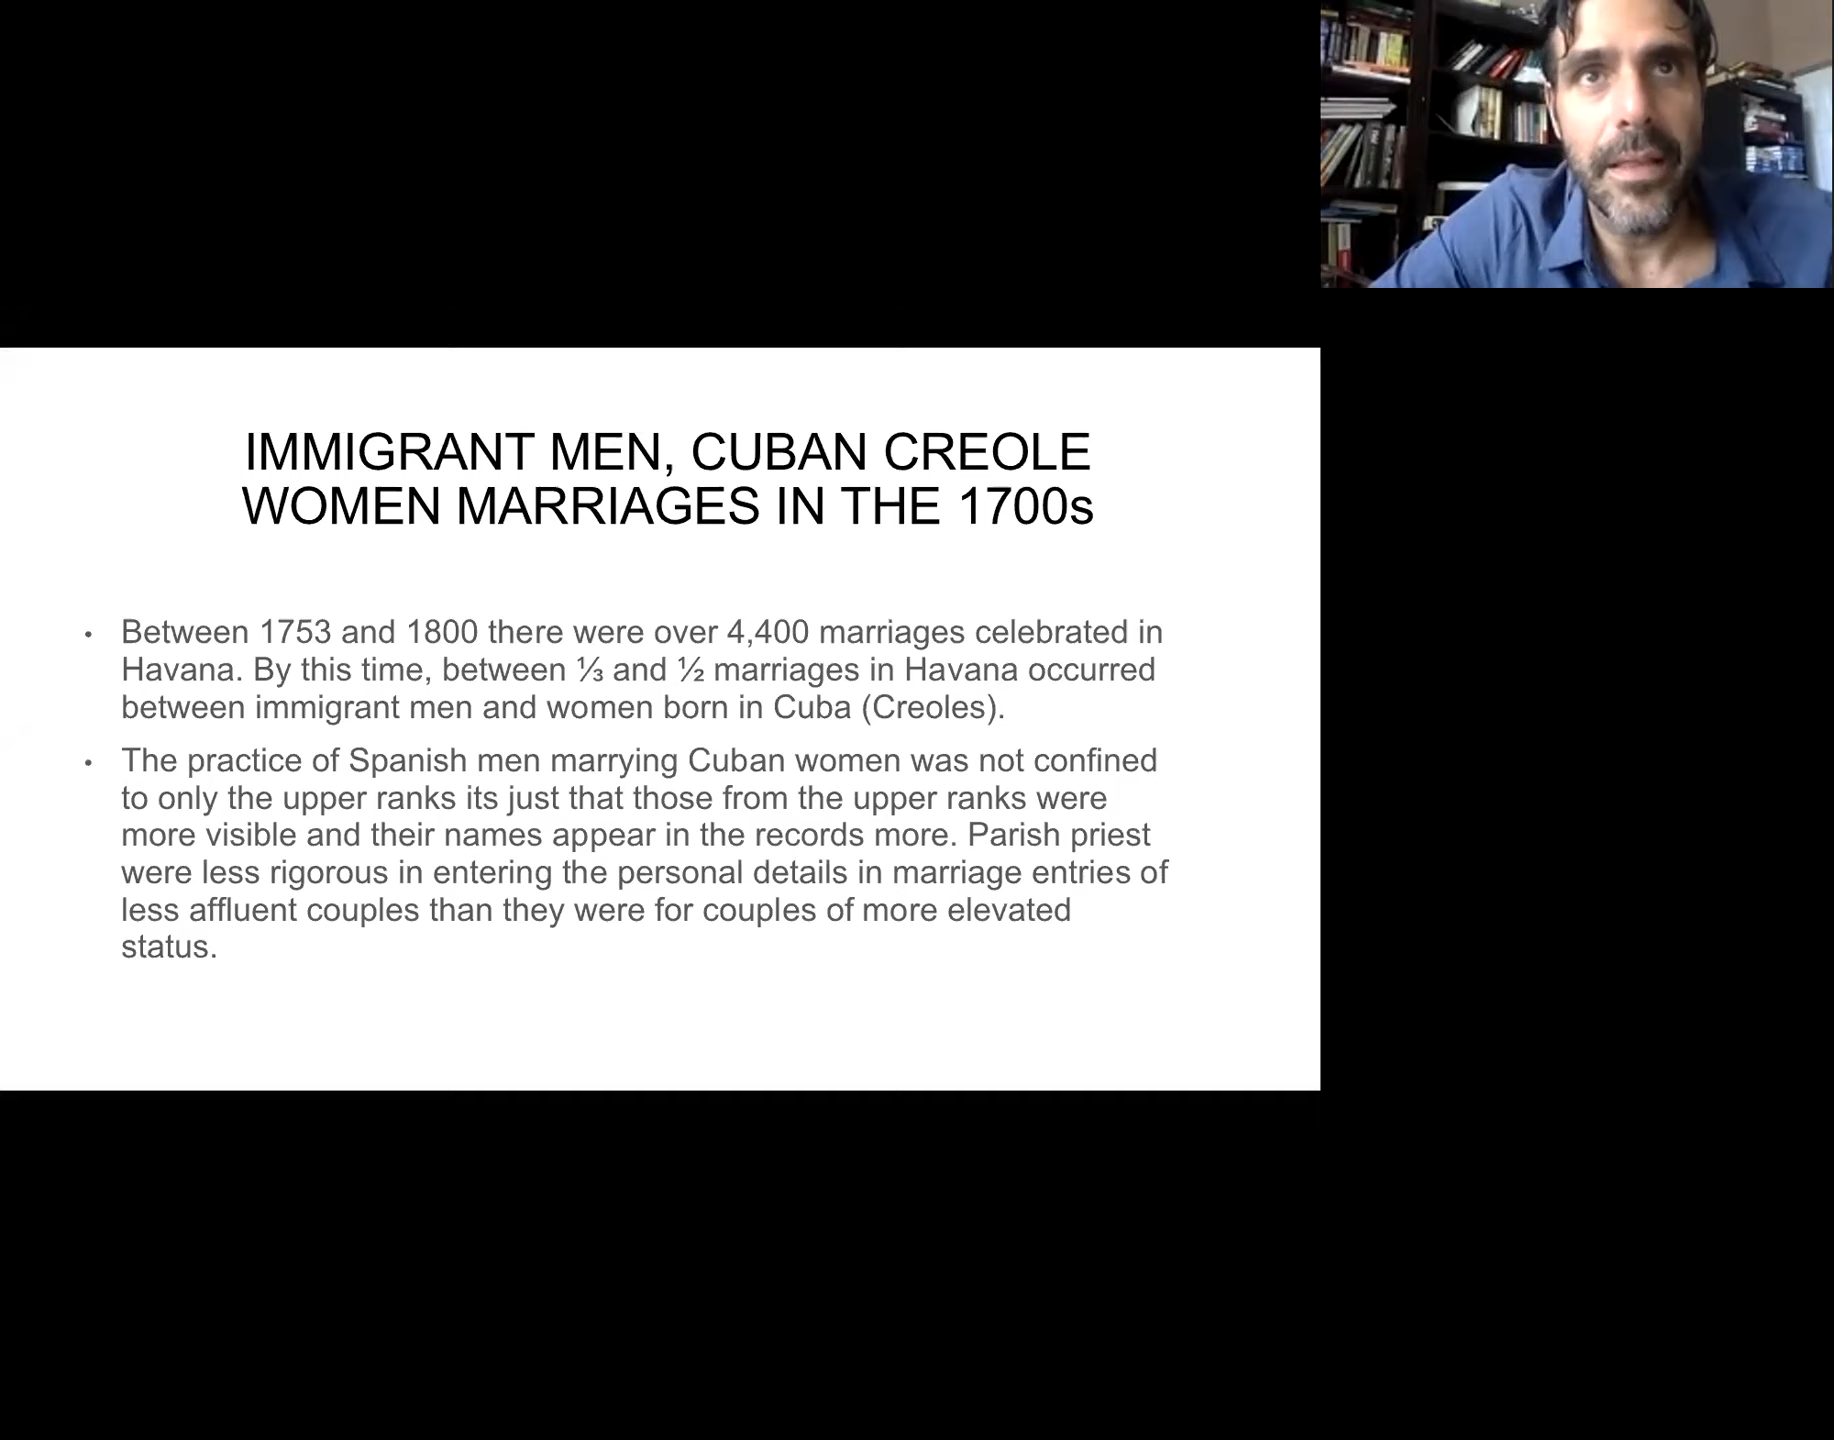 IMMIGRANT MEN, CUBAN CREOLE
WOMEN MARRIAGES IN THE 1700s
• Between 1753 and 1800 there were over 4,400 marriages celebrated in
Havana. By this time, between ⅓ and ½ marriages in Havana occurred
between immigrant men and women born in Cuba (Creoles).
• The practice of Spanish men marrying Cuban women was not confined
to only the upper ranks its just that those from the upper ranks were
more visible and their names appear in the records more. Parish priest
were less rigorous in entering the personal details in marriage entries of
less affluent couples than they were for couples of more elevated
status.